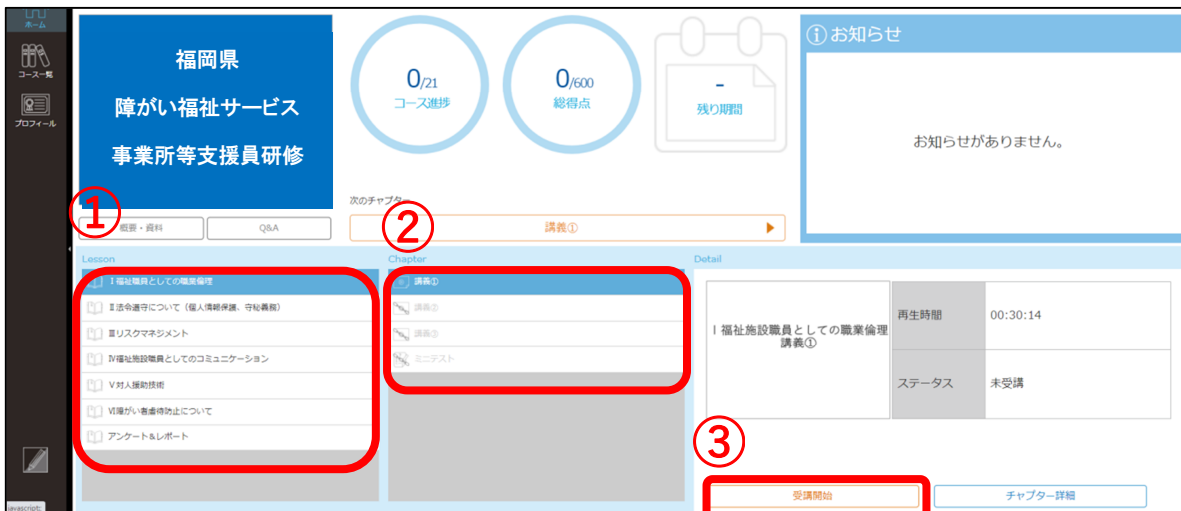 ホーム
コース一覧
プロフィール
福岡県
障がい福祉サービス
事業所等支援員研修
0/21
コース進捗
0/600
総得点
-
残り期間
お知らせ
お知らせがありません。
①
概要・資料
Q&A
次のチャプター
②
講義①
Lesson
Ⅰ福祉職員としての職業倫理
Ⅱ法令遵守について(個人情報保護、守秘義務)
Ⅲリスクマネジメント
Ⅳ福祉施設職員としてのコミュニケーション
Ⅴ対人援助技術
Ⅵ障がい者虐待防止について
アンケート&レポート
Chapter
講義①
講義②
講義③
ミニテスト
Detail
Ⅰ福祉施設職員としての職業倫理
講義①
再生時間
00:30:14
ステータス
未受講
③
受講開始
チャプター詳細
javascript: